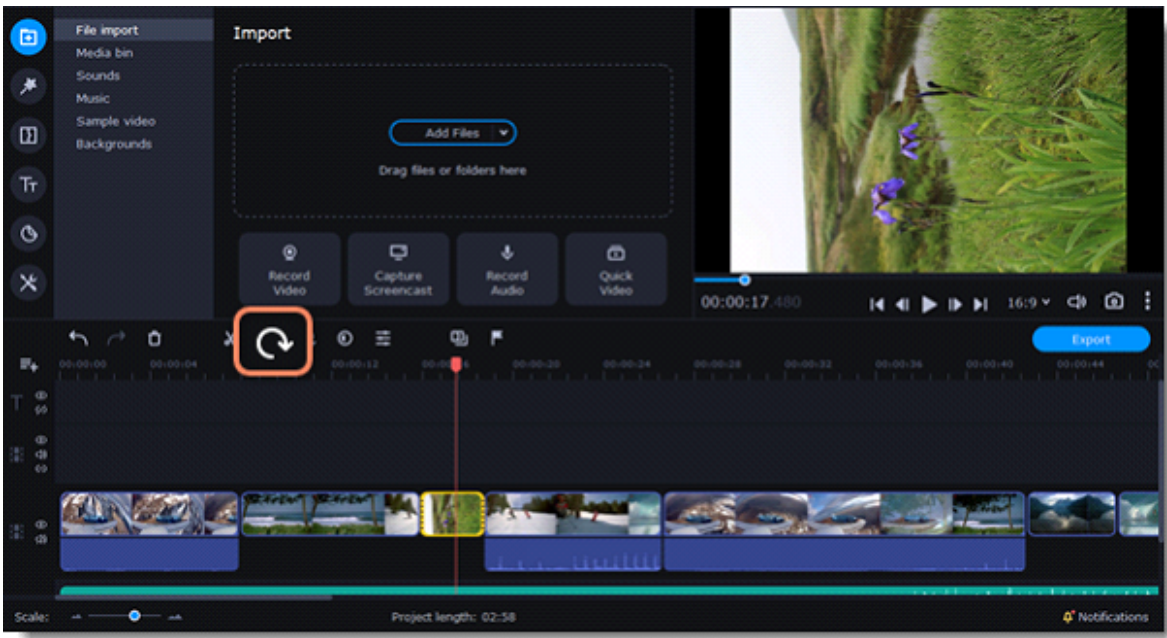 File import
Media bin
Sounds
Music
Sample video
Backgrounds
Import
Add Files
Drag files or folders here
Record
Video
Capture
Screencast
Record
Audio
Quick
Video
00:00:17.480
16:9
Export
00:00:00 00:00:04 00:00:12 00:00:20 00:00:24 00:00:28 00:00:32 00:00:36 00:00:40 00:00:44
Tт
T
Scale:
Project length: 02:58
Notifications